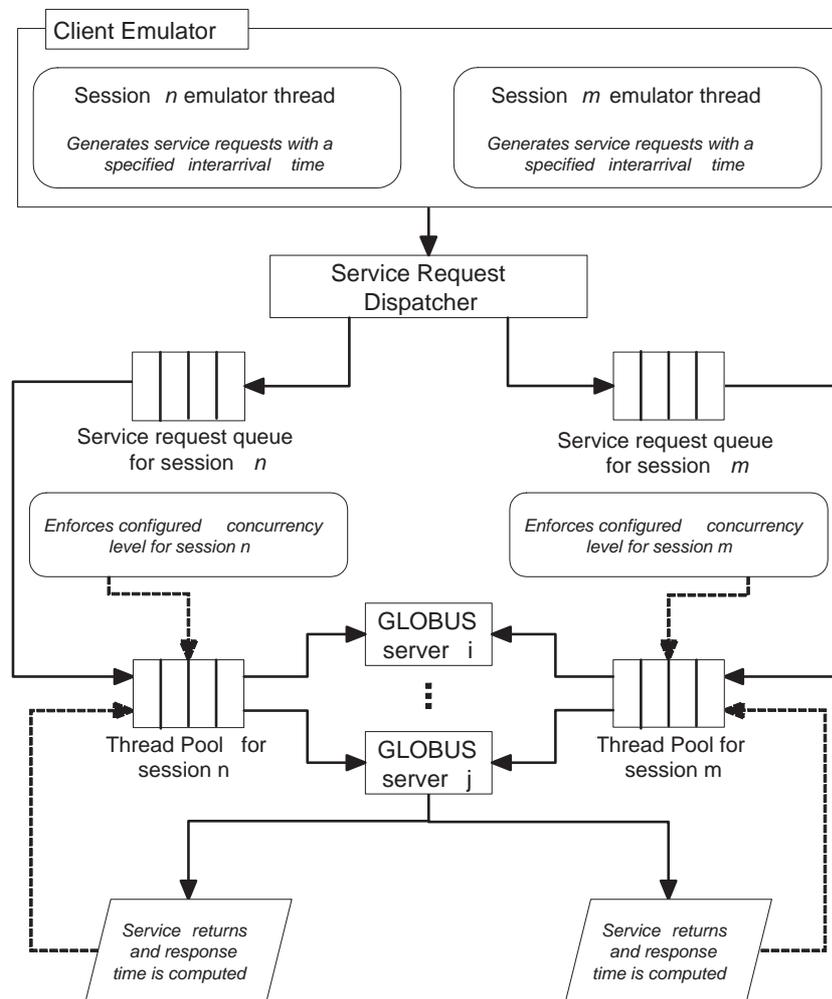 Client Emulator
Session n emulator thread
Generates service requests with a
specified interarrival time
Session m emulator thread
Generates service requests with a
specified interarrival time
Service Request
Dispatcher
Service request queue
for session n
Service request queue
for session m
Enforces configured concurrency
level for session n
Enforces configured concurrency
level for session m
GLOBUS
server i
Thread Pool for
session n
GLOBUS
server j
Thread Pool for
session m
Service returns
and response
time is computed
Service returns
and response
time is computed